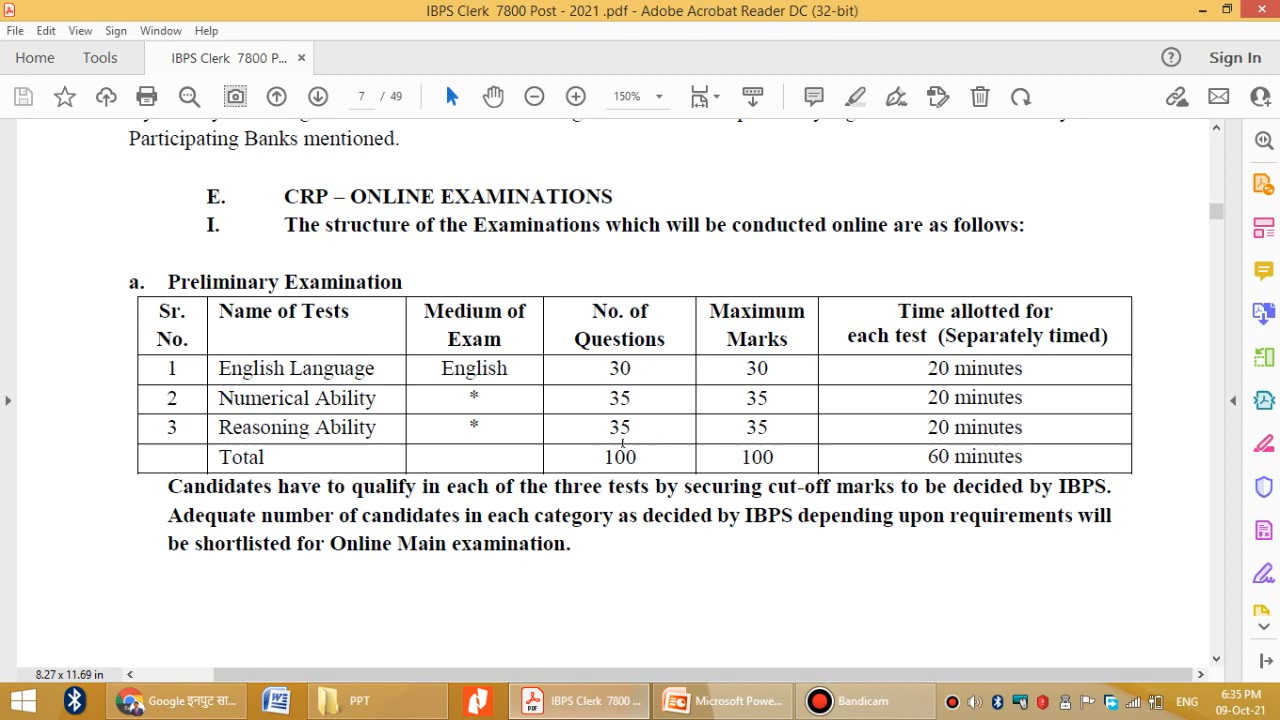 IBPS Clerk 7800 Post - 2021 .pdf - Adobe Acrobat Reader DC (32-bit)
File Edit View Sign Window Help
Home Tools IBPS Clerk 7800 P... × Sign In
7 / 49 150%
Participating Banks mentioned.
E. CRP – ONLINE EXAMINATIONS
I. The structure of the Examinations which will be conducted online are as follows:
a. Preliminary Examination
Sr. No. Name of Tests Medium of Exam No. of Questions Maximum Marks Time allotted for each test (Separately timed)
1 English Language English 30 30 20 minutes
2 Numerical Ability * 35 35 20 minutes
3 Reasoning Ability * 35 35 20 minutes
Total 100 100 60 minutes
Candidates have to qualify in each of the three tests by securing cut-off marks to be decided by IBPS.
Adequate number of candidates in each category as decided by IBPS depending upon requirements will
be shortlisted for Online Main examination.
8.27 x 11.69 in
Google इनपुट सा... PPT IBPS Clerk 7800 ... Microsoft Powe... Bandicam ENG 6:35 PM
09-Oct-21